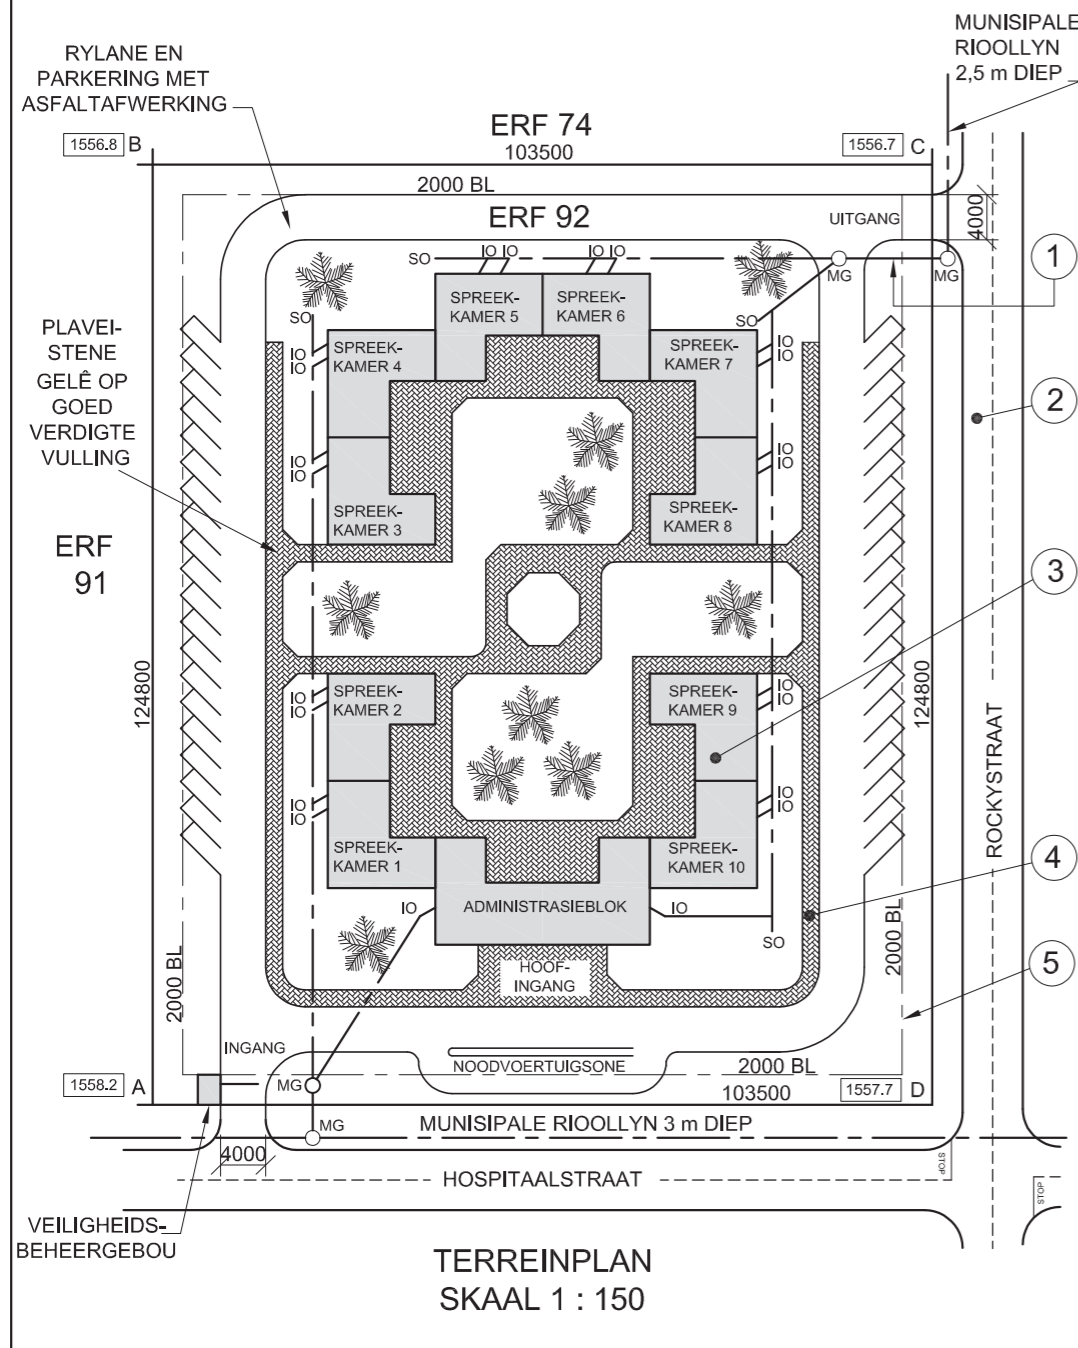 MUNISIPALE
RIOOLLYN
2,5 m DIEP
RYLANE EN
PARKERING MET
ASFALTAFWERKING
1556.8 B
ERF 74
103500
1556.7 C
2000 BL
ERF 92
UITGANG
4000
SO
IO IO
IO IO
MG
MG
1
SO
SPREEK-
KAMER 5
SPREEK-
KAMER 6
SO
PLAVEI-
STENE
GELÊ OP
GOED
VERDIGTE
VULLING
IO
IO
SPREEK-
KAMER 4
SPREEK-
KAMER 7
IO
IO
2
IO
IO
SPREEK-
KAMER 3
SPREEK-
KAMER 8
IO
IO
ERF
91
3
124800
IO
IO
SPREEK-
KAMER 2
SPREEK-
KAMER 9
IO
IO
124800
ROCKYSTRAAT
IO
IO
SPREEK-
KAMER 1
SPREEK-
KAMER 10
IO
IO
4
IO
ADMINISTRASIEBLOK
IO
SO
2000 BL
HOOF-
INGANG
2000 BL
5
INGANG
NOODVOERTUIGSONE
2000 BL
1558.2 A
MG
103500
1557.7 D
MG
MUNISIPALE RIOOLLYN 3 m DIEP
4000
HOSPITAALSTRAAT
STOP
STOP
VEILIGHEIDS-
BEHEERGEBOU
TERREINPLAN
SKAAL 1 : 150